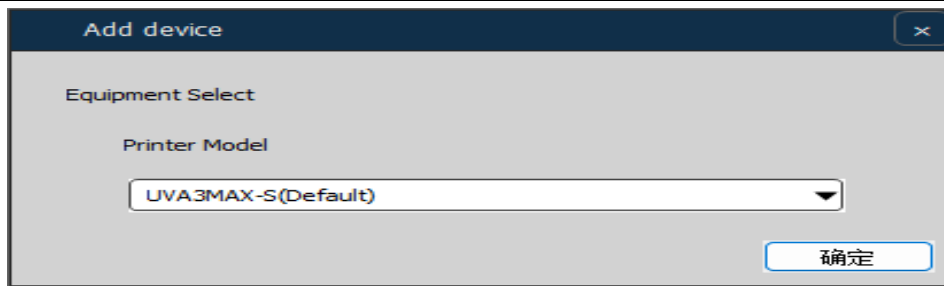 Add device
Equipment Select
Printer Model
UVA3MAX-S(Default)
确定